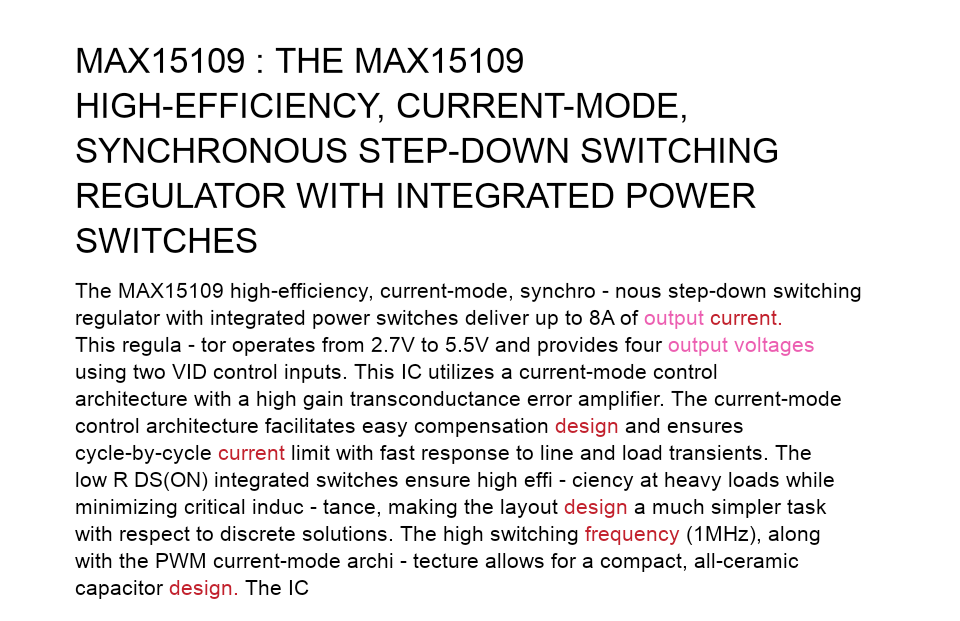 MAX15109 : THE MAX15109
HIGH-EFFICIENCY, CURRENT-MODE,
SYNCHRONOUS STEP-DOWN SWITCHING
REGULATOR WITH INTEGRATED POWER
SWITCHES
The MAX15109 high-efficiency, current-mode, synchro - nous step-down switching
regulator with integrated power switches deliver up to 8A of output current.
This regula - tor operates from 2.7V to 5.5V and provides four output voltages
using two VID control inputs. This IC utilizes a current-mode control
architecture with a high gain transconductance error amplifier. The current-mode
control architecture facilitates easy compensation design and ensures
cycle-by-cycle current limit with fast response to line and load transients. The
low R DS(ON) integrated switches ensure high effi - ciency at heavy loads while
minimizing critical induc - tance, making the layout design a much simpler task
with respect to discrete solutions. The high switching frequency (1MHz), along
with the PWM current-mode archi - tecture allows for a compact, all-ceramic
capacitor design. The IC